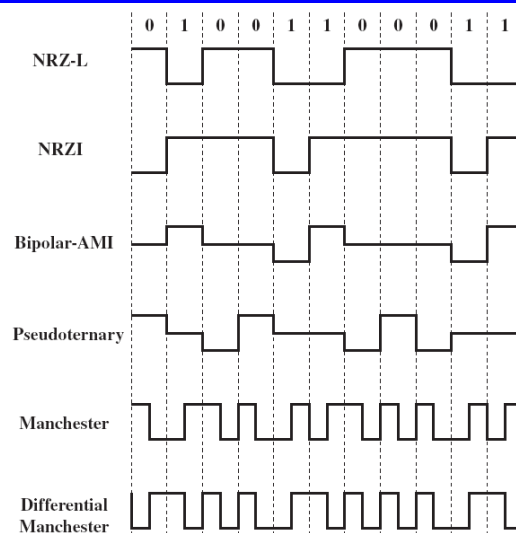 0 1 0 0 1 1 0 0 0 1 1
NRZ-L
NRZI
Bipolar-AMI
Pseudoternary
Manchester
Differential
Manchester